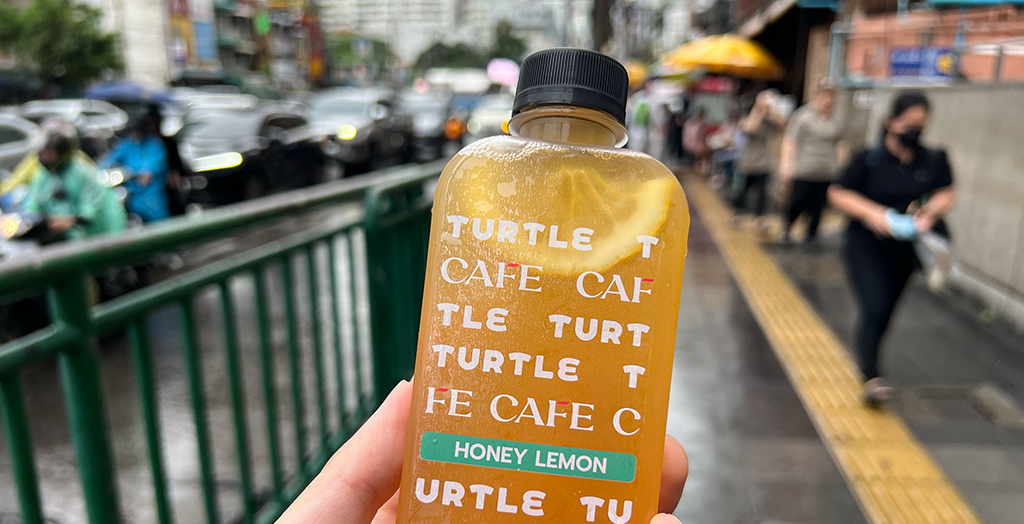 TURTLE T
CAFE CAF
TLE TURT
TURTLE T
FE CAFE C
HONEY LEMON
URTLE TU